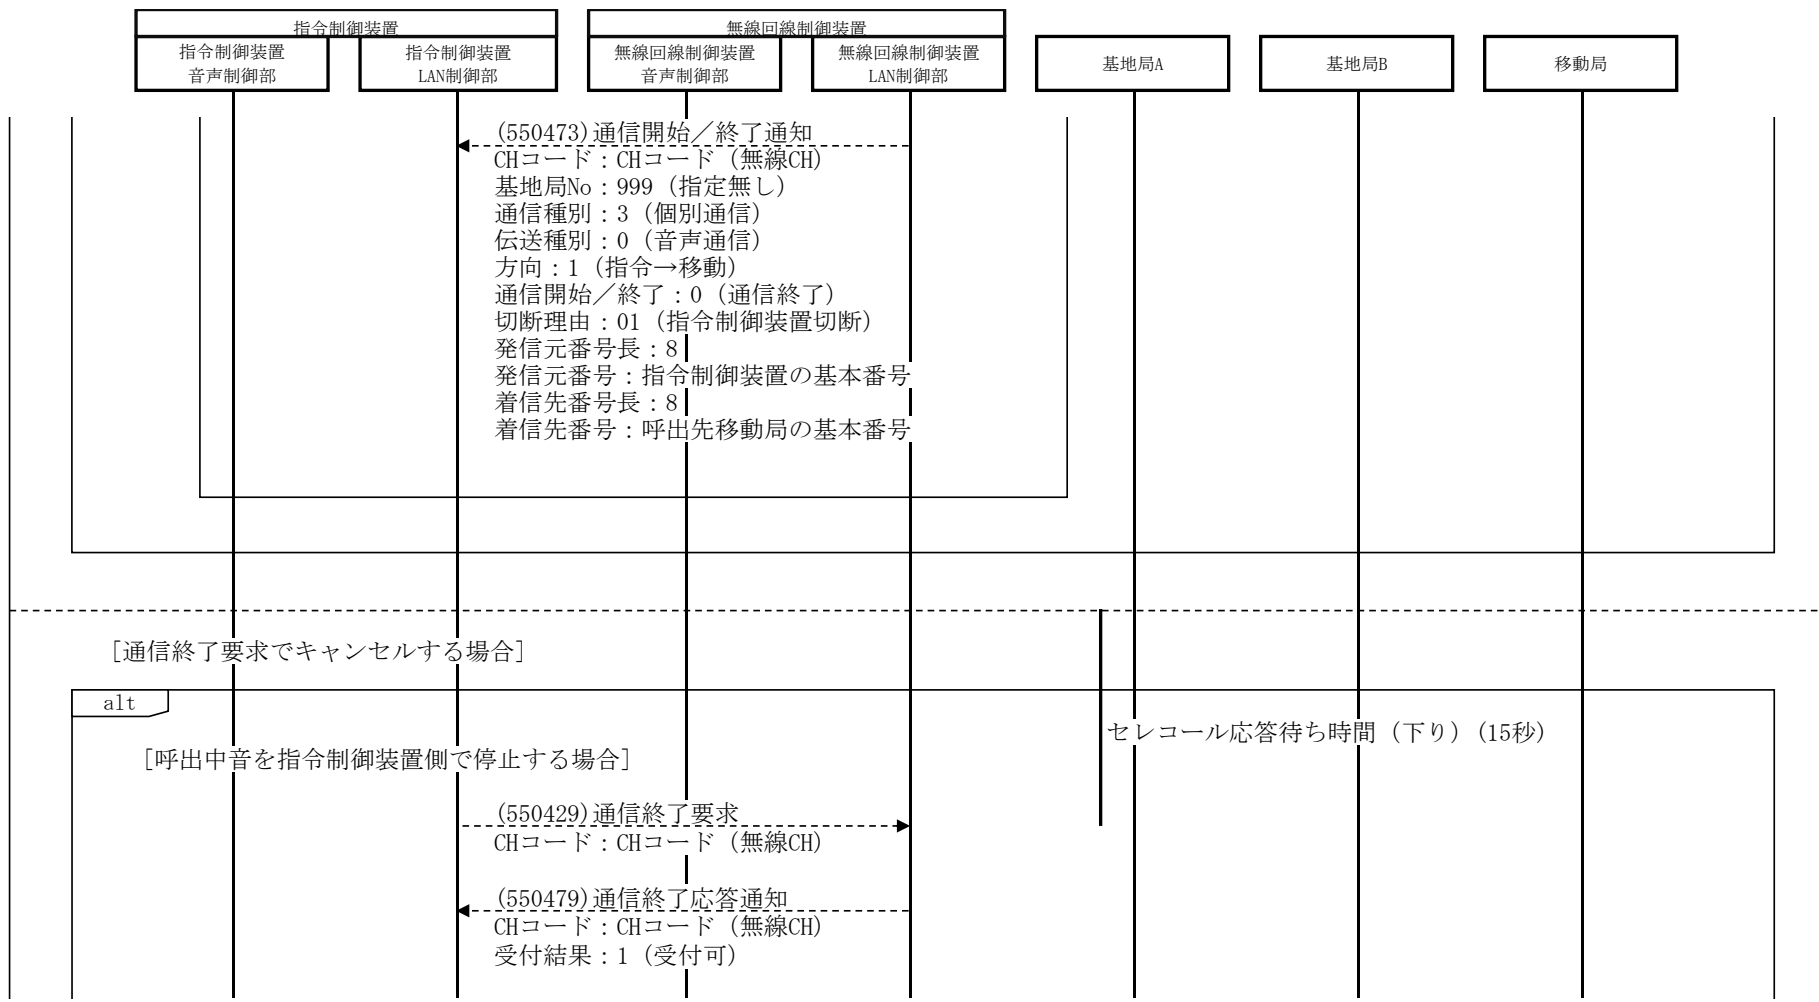 指令制御装置
無線回線制御装置
指令制御装置
音声制御部
指令制御装置
LAN制御部
無線回線制御装置
音声制御部
無線回線制御装置
LAN制御部
基地局A
基地局B
移動局
(550473)通信開始／終了通知
CHコード：CHコード（無線CH）
基地局No：999（指定無し）
通信種別：3（個別通信）
伝送種別：0（音声通信）
方向：1（指令→移動）
通信開始／終了：0（通信終了）
切断理由：01（指令制御装置切断）
発信元番号長：8
発信元番号：指令制御装置の基本番号
着信先番号長：8
着信先番号：呼出先移動局の基本番号
［通信終了要求でキャンセルする場合］
alt
セレコール応答待ち時間（下り）(15秒）
［呼出中音を指令制御装置側で停止する場合］
(550429)通信終了要求
CHコード：CHコード（無線CH）
(550479)通信終了応答通知
CHコード：CHコード（無線CH）
受付結果：1（受付可）